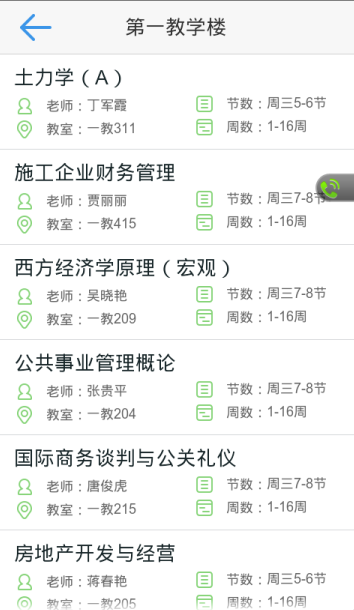 第一教学楼
土力学（A）
老师：丁军霞 节数：周三5-6节
教室：一教311 周数：1-16周
施工企业财务管理
老师：贾丽丽 节数：周三7-8节
教室：一教415 周数：1-16周
西方经济学原理（宏观）
老师：吴晓艳 节数：周三7-8节
教室：一教209 周数：1-16周
公共事业管理概论
老师：张贵平 节数：周三7-8节
教室：一教204 周数：1-16周
国际商务谈判与公关礼仪
老师：唐俊虎 节数：周三7-8节
教室：一教215 周数：1-16周
房地产开发与经营
老师：蒋春艳 节数：周三5-6节
教室：一教205 周数：1-16周